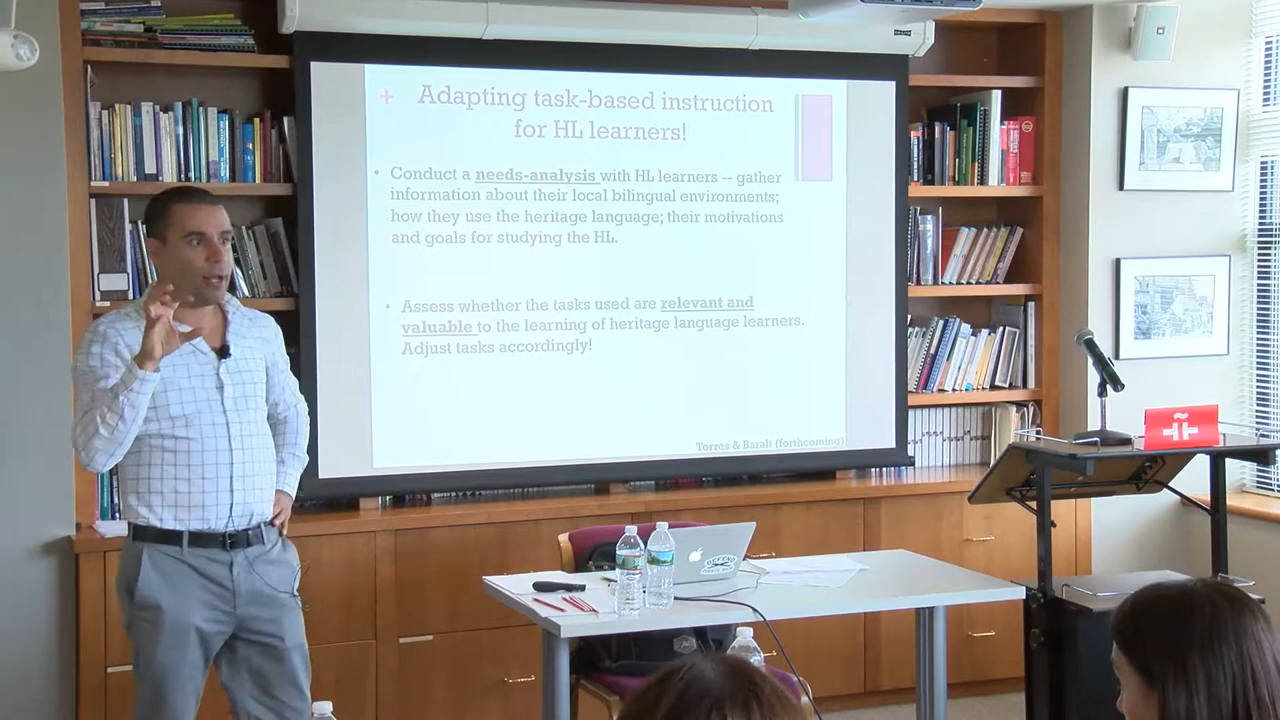 + Adapting task-based instruction
for HL learners!
• Conduct a needs-analysis with HL learners -- gather
information about their local bilingual environments;
how they use the heritage language; their motivations
and goals for studying the HL.
• Assess whether the tasks used are relevant and
valuable to the learning of heritage language learners.
Adjust tasks accordingly!
Torres & Baralt (forthcoming)
DEFEND